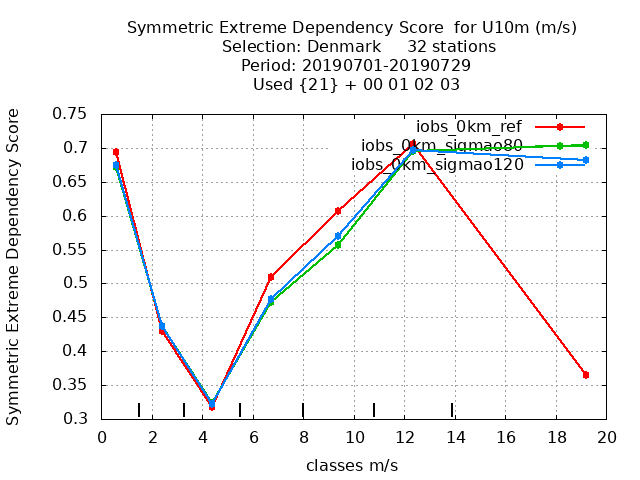 Symmetric Extreme Dependency Score  for U10m (m/s)
Selection: Denmark     32 stations
Period: 20190701-20190729
Used {21} + 00 01 02 03
Symmetric Extreme Dependency Score
0.75
0.7
0.65
0.6
0.55
0.5
0.45
0.4
0.35
0.3
iobs_0km_ref
iobs_0km_sigmao80
iobs_0km_sigmao120
0 2 4 6 8 10 12 14 16 18 20
classes m/s